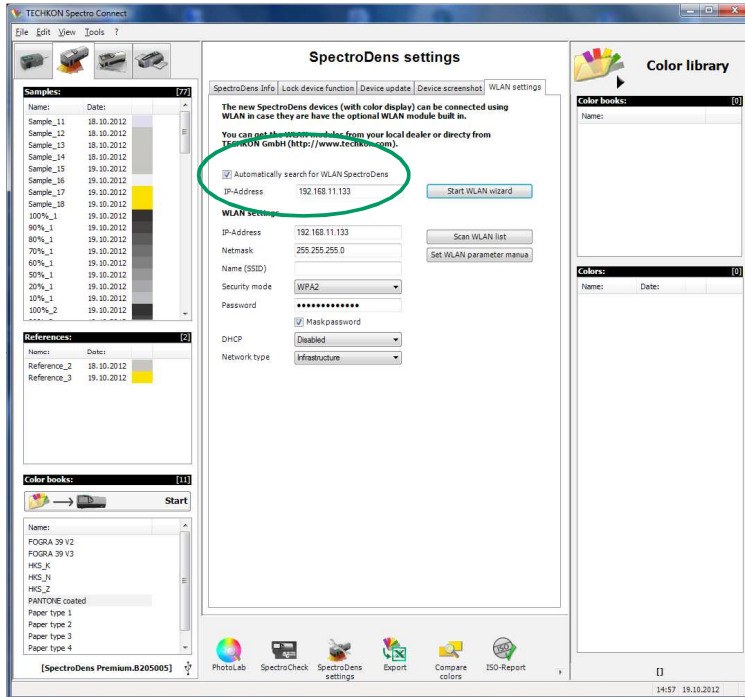 TECHKON Spectro Connect
File Edit View Tools ?
Samples: [77]
Name: Date:
Sample_11 18.10.2012
Sample_12 18.10.2012
Sample_13 18.10.2012
Sample_14 18.10.2012
Sample_15 18.10.2012
Sample_16 19.10.2012
Sample_17 19.10.2012
Sample_18 19.10.2012
100%_1 19.10.2012
90%_1 19.10.2012
80%_1 19.10.2012
70%_1 19.10.2012
60%_1 19.10.2012
50%_1 19.10.2012
20%_1 19.10.2012
10%_1 19.10.2012
100%_2 19.10.2012
References: [2]
Name: Date:
Reference_2 18.10.2012
Reference_3 19.10.2012
Color books: [11]
Start
Name:
FOGRA 39 V2
FOGRA 39 V3
HKS_K
HKS_N
HKS_Z
PANTONE coated
Paper type 1
Paper type 2
Paper type 3
Paper type 4
[SpectroDens Premium.B205005]
SpectroDens settings
SpectroDens Info Lock device function Device update Device screenshot WLAN settings
The new SpectroDens devices (with color display) can be connected using
WLAN in case they are have the optional WLAN module built in.
You can get the WLAN modules from your local dealer or directy from
TECHKON GmbH (http://www.techkon.com).
Automatically search for WLAN SpectroDens
IP-Address 192.168.11.133 Start WLAN wizard
WLAN settings
IP-Address 192.168.11.133 Scan WLAN list
Netmask 255.255.255.0 Set WLAN parameter manua
Name (SSID)
Security mode WPA2
Password •••••••••••••
Maskpassword
DHCP Disabled
Network type Infrastructure
PhotoLab SpectroCheck SpectroDens settings Export Compare colors ISO-Report
Color library
Color books: [0]
Name:
Colors: [0]
Name: Date:
[]
14:57 19.10.2012